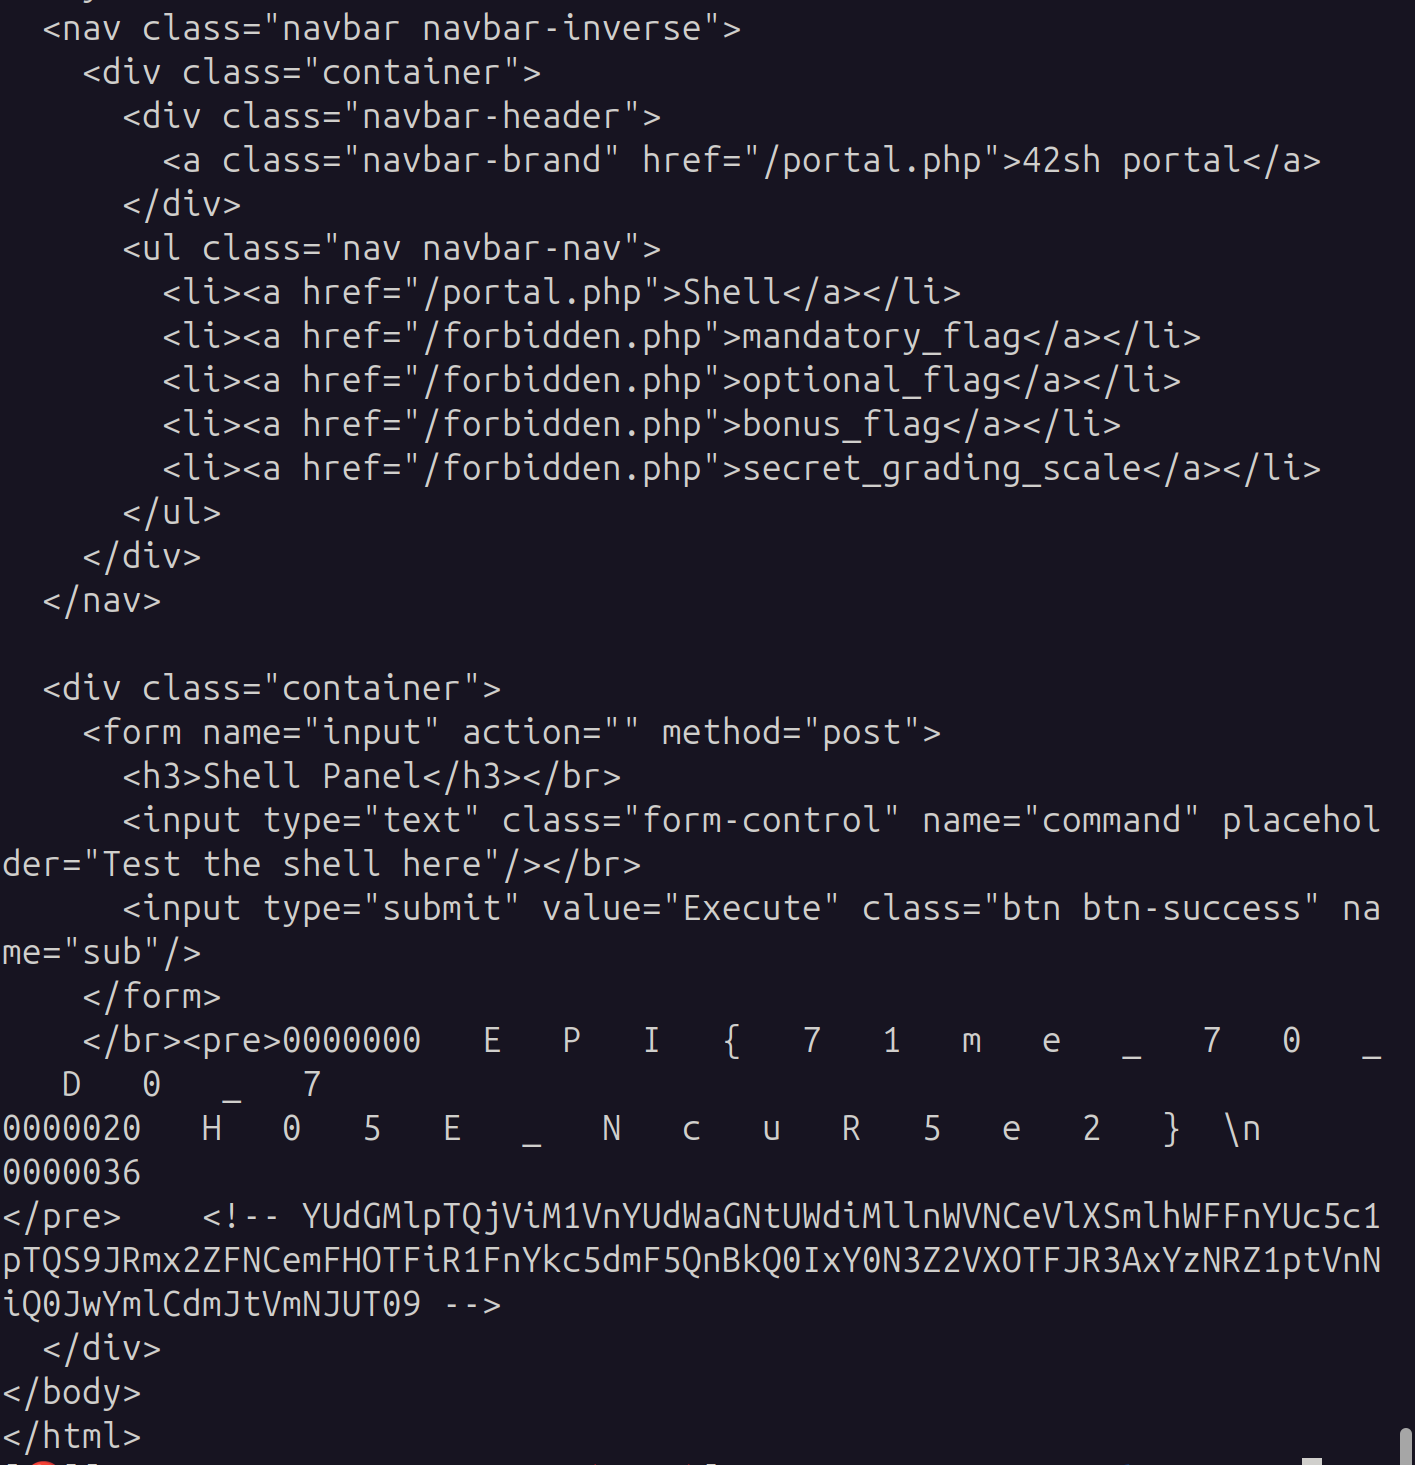 <nav class="navbar navbar-inverse">
    <div class="container">
      <div class="navbar-header">
        <a class="navbar-brand" href="/portal.php">42sh portal</a>
      </div>
      <ul class="nav navbar-nav">
        <li><a href="/portal.php">Shell</a></li>
        <li><a href="/forbidden.php">mandatory_flag</a></li>
        <li><a href="/forbidden.php">optional_flag</a></li>
        <li><a href="/forbidden.php">bonus_flag</a></li>
        <li><a href="/forbidden.php">secret_grading_scale</a></li>
      </ul>
    </div>
  </nav>

  <div class="container">
    <form name="input" action="" method="post">
      <h3>Shell Panel</h3></br>
      <input type="text" class="form-control" name="command" placehol
der="Test the shell here"/></br>
      <input type="submit" value="Execute" class="btn btn-success" na
me="sub"/>
    </form>
    </br><pre>0000000   E   P   I   {   7   1   m   e   _   7   0   _
   D   0   _   7
0000020   H   0   5   E   _   N   c   u   R   5   e   2   }  \n
0000036
</pre>    <!-- YUdGMlpTQjViM1VnYUdWaGNtUWdiMllnWVNCeVlXSmlhWFFnYUc5c1
pTQS9JRmx2ZFNCemFHOTFiR1FnYkc5dmF5QnBkQ0IxY0N3Z2VXOTFJR3AxYzNRZ1ptVnN
iQ0JwYmlCdmJtVmNJUT09 -->
  </div>
</body>
</html>